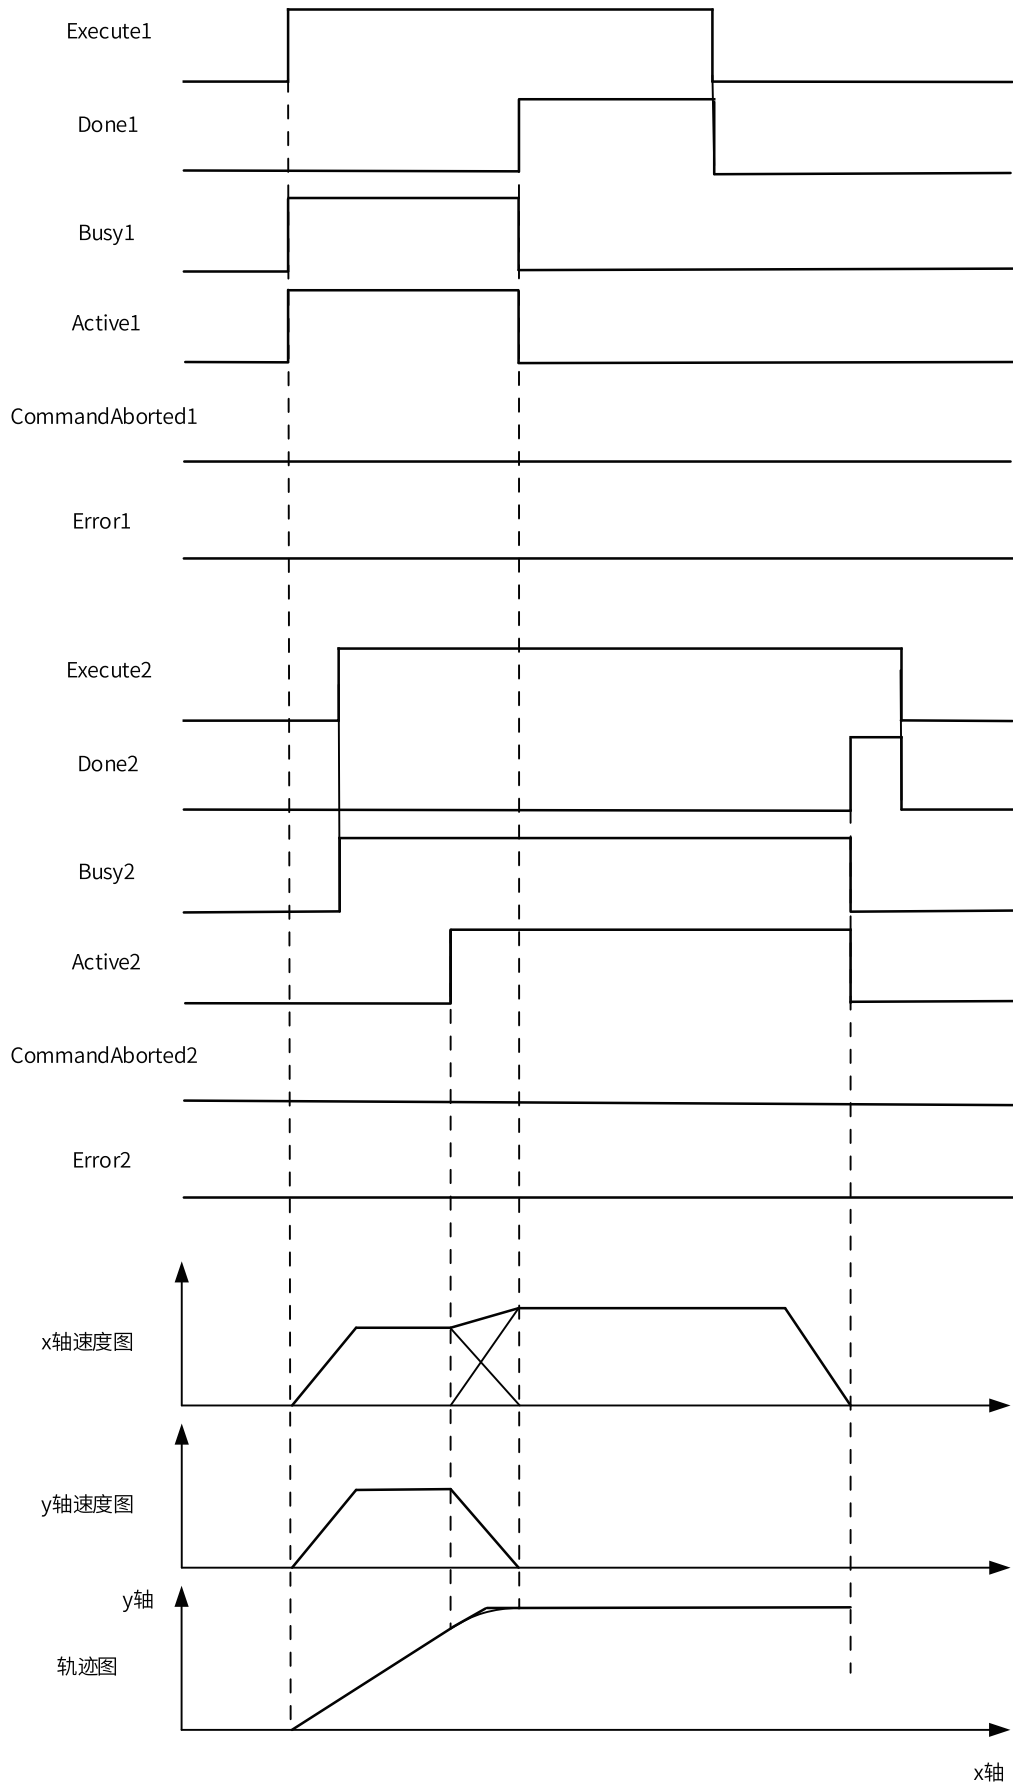 Execute1
Done1
Busy1
Active1
CommandAborted1
Error1
Execute2
Done2
Busy2
Active2
CommandAborted2
Error2
x轴速度图
y轴速度图
y轴
轨迹图
x轴